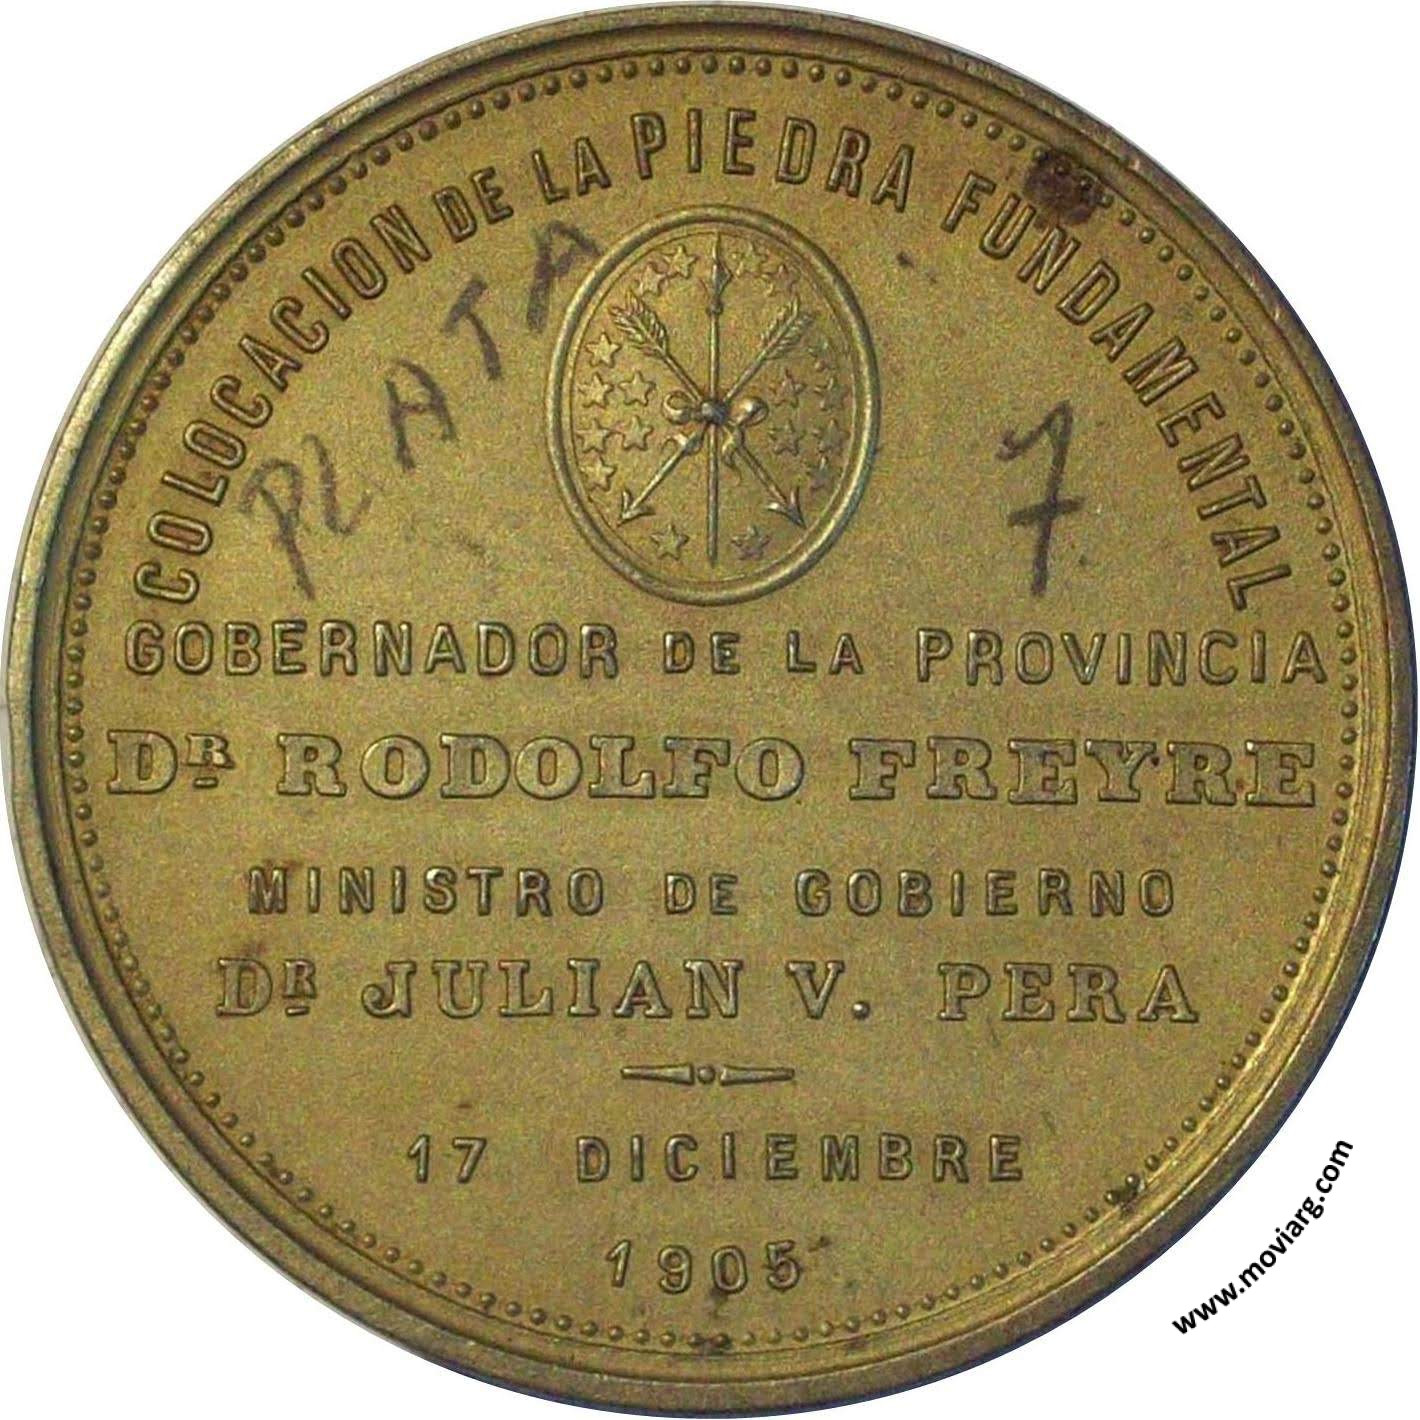 COLOCACION DE LA PIEDRA FUNDAMENTAL
PLATA
7
GOBERNADOR DE LA PROVINCIA
DR RODOLFO FREYRE
MINISTRO DE GOBIERNO
DR JULIAN V. PERA
17 DICIEMBRE
1905
www.moviarg.com